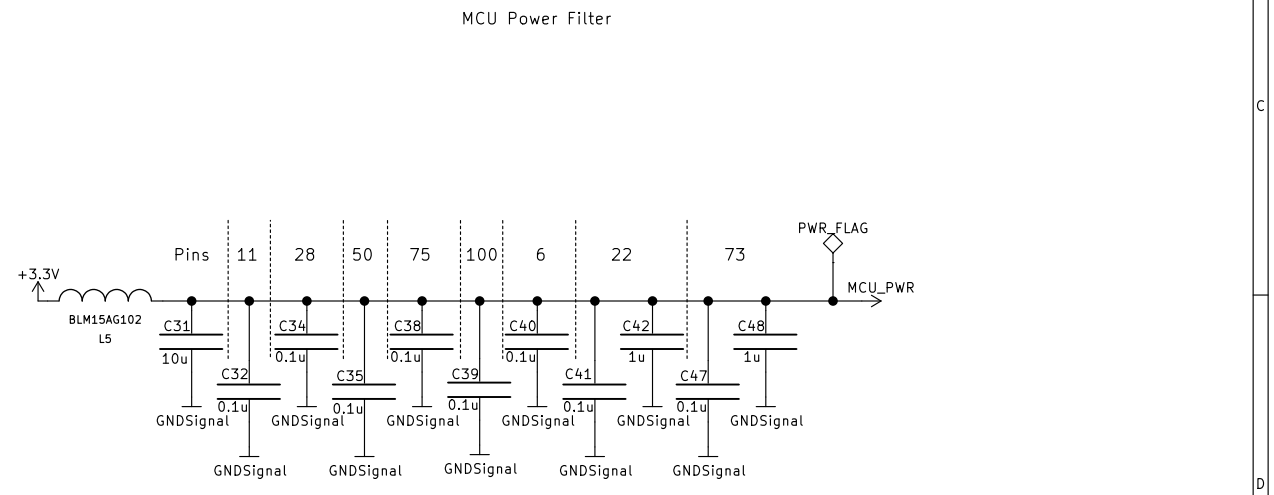 MCU Power Filter
C
PWR_FLAG
Pins 11 28 50 75 100 6 22 73
+3.3V
MCU_PWR
BLM15AG102
L5
C31 C34 C38 C40 C42 C48
10u 0.1u 0.1u 0.1u 1u 1u
C32 C35 C39 C41 C47
0.1u 0.1u 0.1u 0.1u 0.1u
GNDSignal GNDSignal GNDSignal GNDSignal GNDSignal GNDSignal
GNDSignal GNDSignal GNDSignal GNDSignal GNDSignal
D